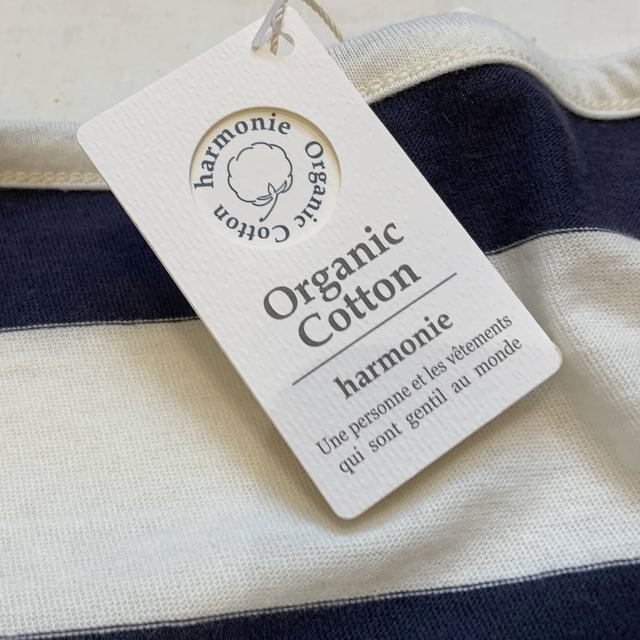 harmonie
Organic Cotton
Organic
Cotton
harmonie
Une personne et les vêtements
qui sont gentil au monde